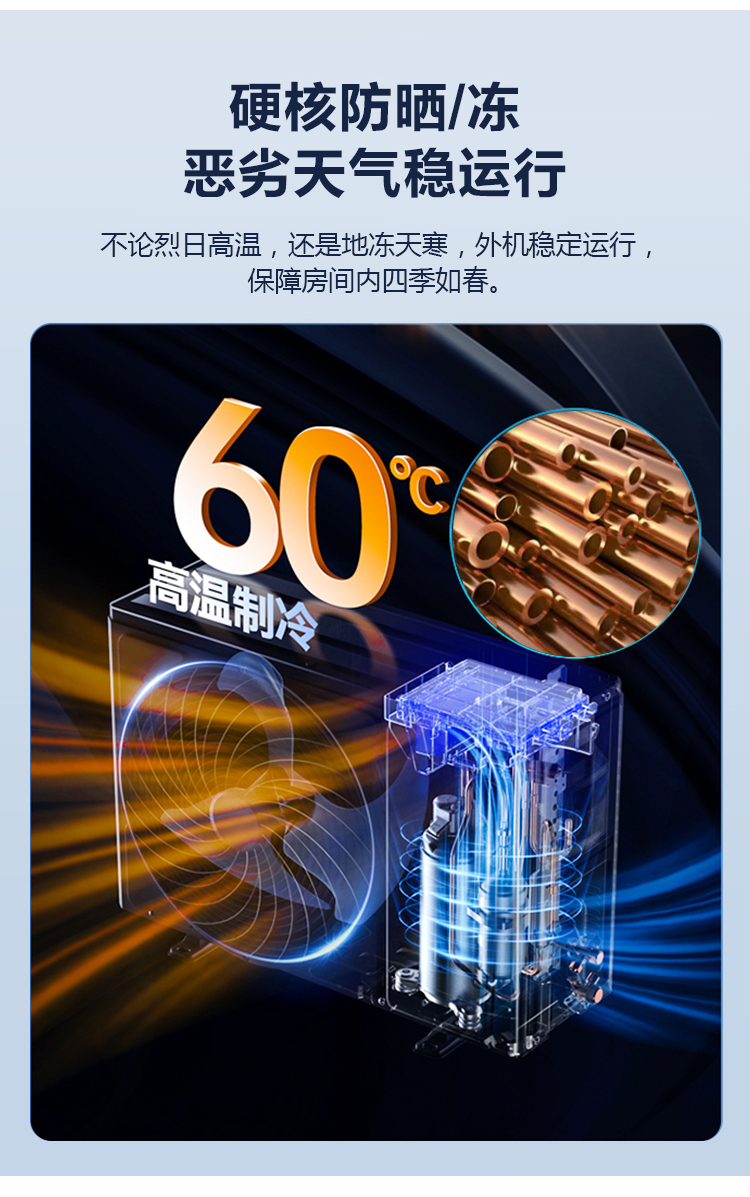 硬核防晒/冻
恶劣天气稳运行
不论烈日高温，还是地冻天寒，外机稳定运行，
保障房间内四季如春。
60℃
高温制冷